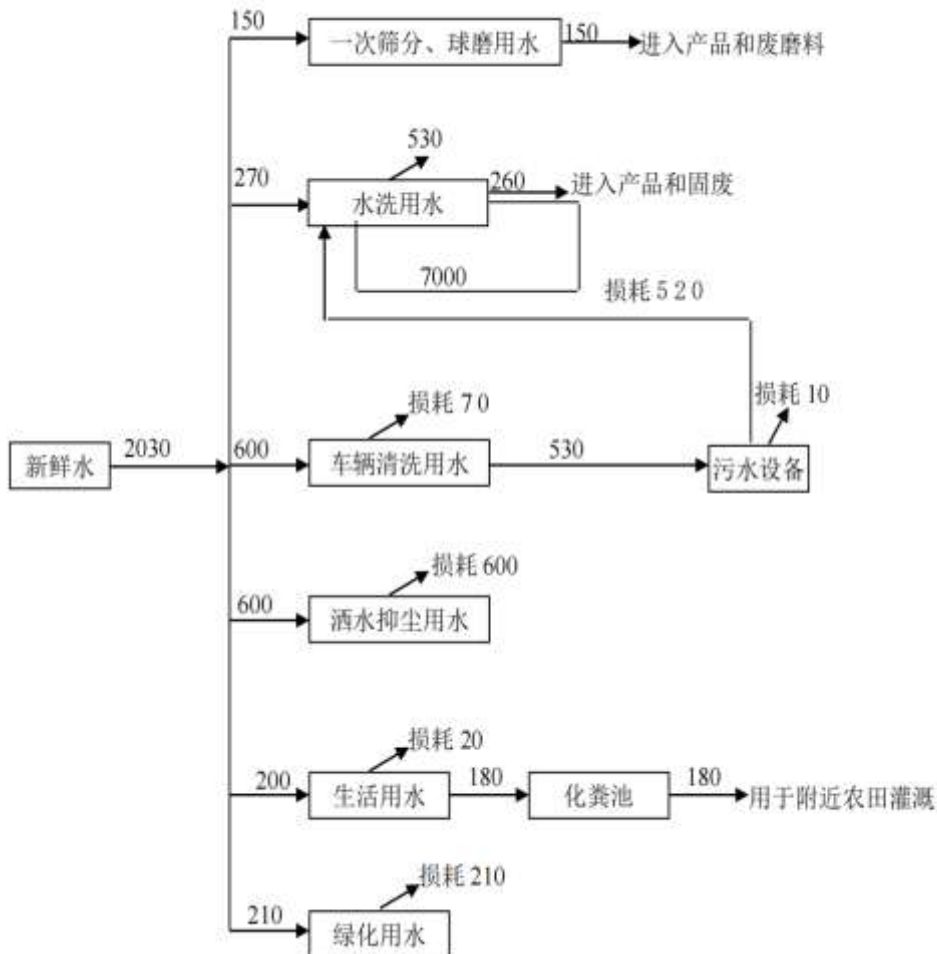 150
一次筛分、球磨用水
150
进入产品和废磨料
530
270
水洗用水
260
进入产品和固废
7000
损耗 5 2 0
损耗 7 0
损耗 10
新鲜水
2030
600
车辆清洗用水
530
污水设备
损耗 600
600
洒水抑尘用水
损耗 20
200
生活用水
180
化粪池
180
用于附近农田灌溉
损耗 210
210
绿化用水